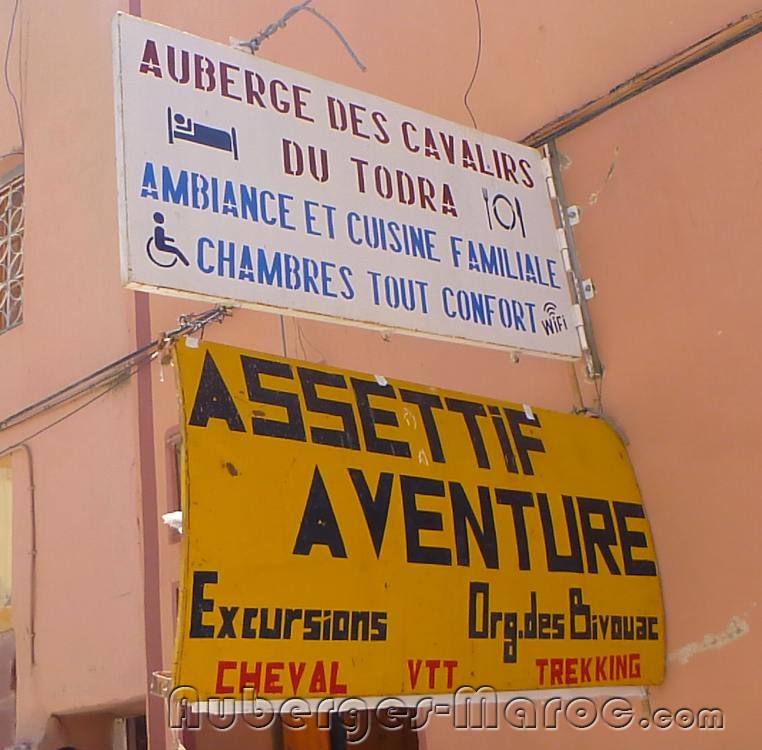 AUBERGE DES CAVALIRS
DU TODRA
AMBIANCE ET CUISINE FAMILIALE
CHAMBRES TOUT CONFORT WiFi
ASSETTIF
AVENTURE
Excursions Org.des Bivouac
CHEVAL VTT TREKKING
Auberges-Maroc.com